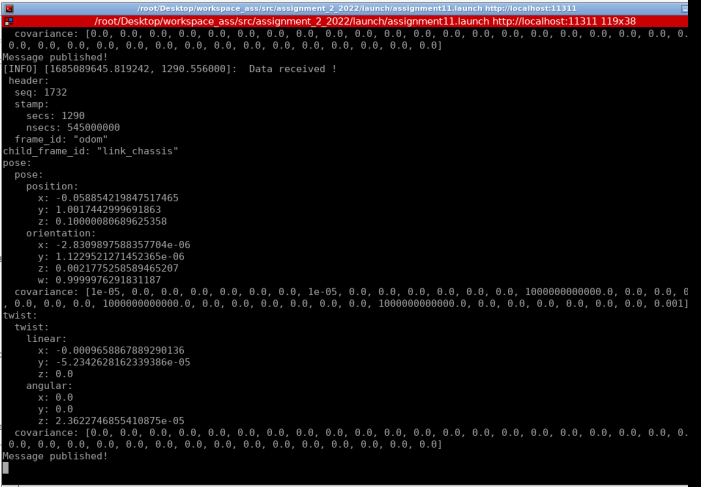 /root/Desktop/workspace_ass/src/assignment_2_2022/launch/assignment11.launch http://localhost:11311
/root/Desktop/workspace_ass/src/assignment_2_2022/launch/assignment11.launch http://localhost:11311 119x38
covariance: [0.0, 0.0, 0.0, 0.0, 0.0, 0.0, 0.0, 0.0, 0.0, 0.0, 0.0, 0.0, 0.0, 0.0, 0.0, 0.0, 0.0, 0.0, 0.0, 0.0, 0.
0.0, 0.0, 0.0, 0.0, 0.0, 0.0, 0.0, 0.0, 0.0, 0.0, 0.0, 0.0, 0.0, 0.0, 0.0]
Message published!
[INFO] [1685089645.819242, 1290.556000]:  Data received !
header:
seq: 1732
stamp:
secs: 1290
nsecs: 545000000
frame_id: "odom"
child_frame_id: "link_chassis"
pose:
pose:
position:
x: -0.058854219847517465
y: 1.0017442999691863
z: 0.10000080689625358
orientation:
x: -2.8309897588357704e-06
y: 1.1229521271452365e-06
z: 0.0021775258589465207
w: 0.9999976291831187
covariance: [1e-05, 0.0, 0.0, 0.0, 0.0, 0.0, 0.0, 1e-05, 0.0, 0.0, 0.0, 0.0, 0.0, 0.0, 1000000000000.0, 0.0, 0.0, 0
, 0.0, 0.0, 0.0, 1000000000000.0, 0.0, 0.0, 0.0, 0.0, 0.0, 0.0, 1000000000000.0, 0.0, 0.0, 0.0, 0.0, 0.0, 0.0, 0.001]
twist:
twist:
linear:
x: -0.0009658867889290136
y: -5.2342628162339386e-05
z: 0.0
angular:
x: 0.0
y: 0.0
z: 2.3622746855410875e-05
covariance: [0.0, 0.0, 0.0, 0.0, 0.0, 0.0, 0.0, 0.0, 0.0, 0.0, 0.0, 0.0, 0.0, 0.0, 0.0, 0.0, 0.0, 0.0, 0.0, 0.0, 0.
0.0, 0.0, 0.0, 0.0, 0.0, 0.0, 0.0, 0.0, 0.0, 0.0, 0.0, 0.0, 0.0, 0.0, 0.0]
Message published!